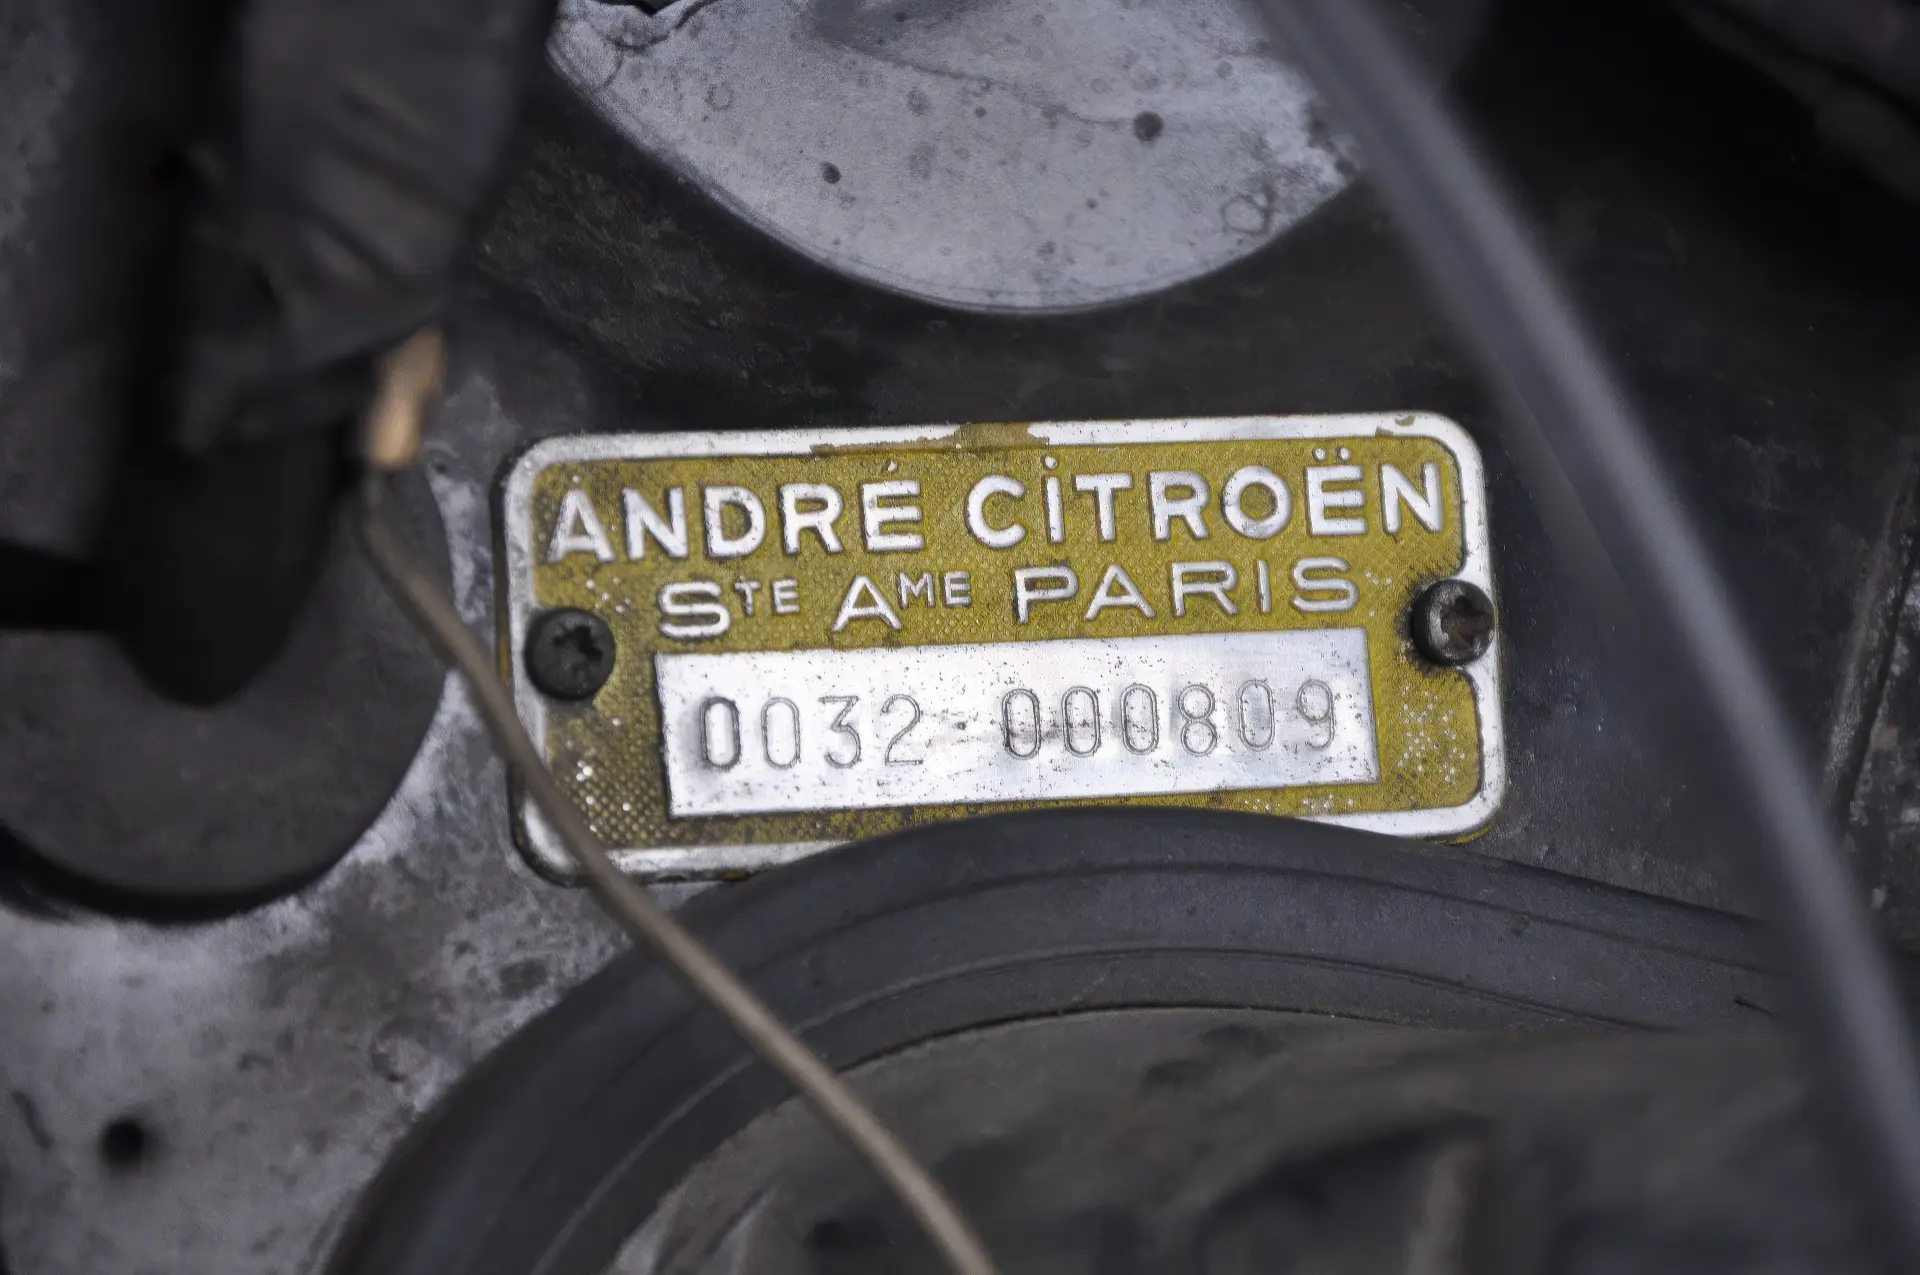 ANDRÉ CiTROËN
STE AME PARIS
0032 000809